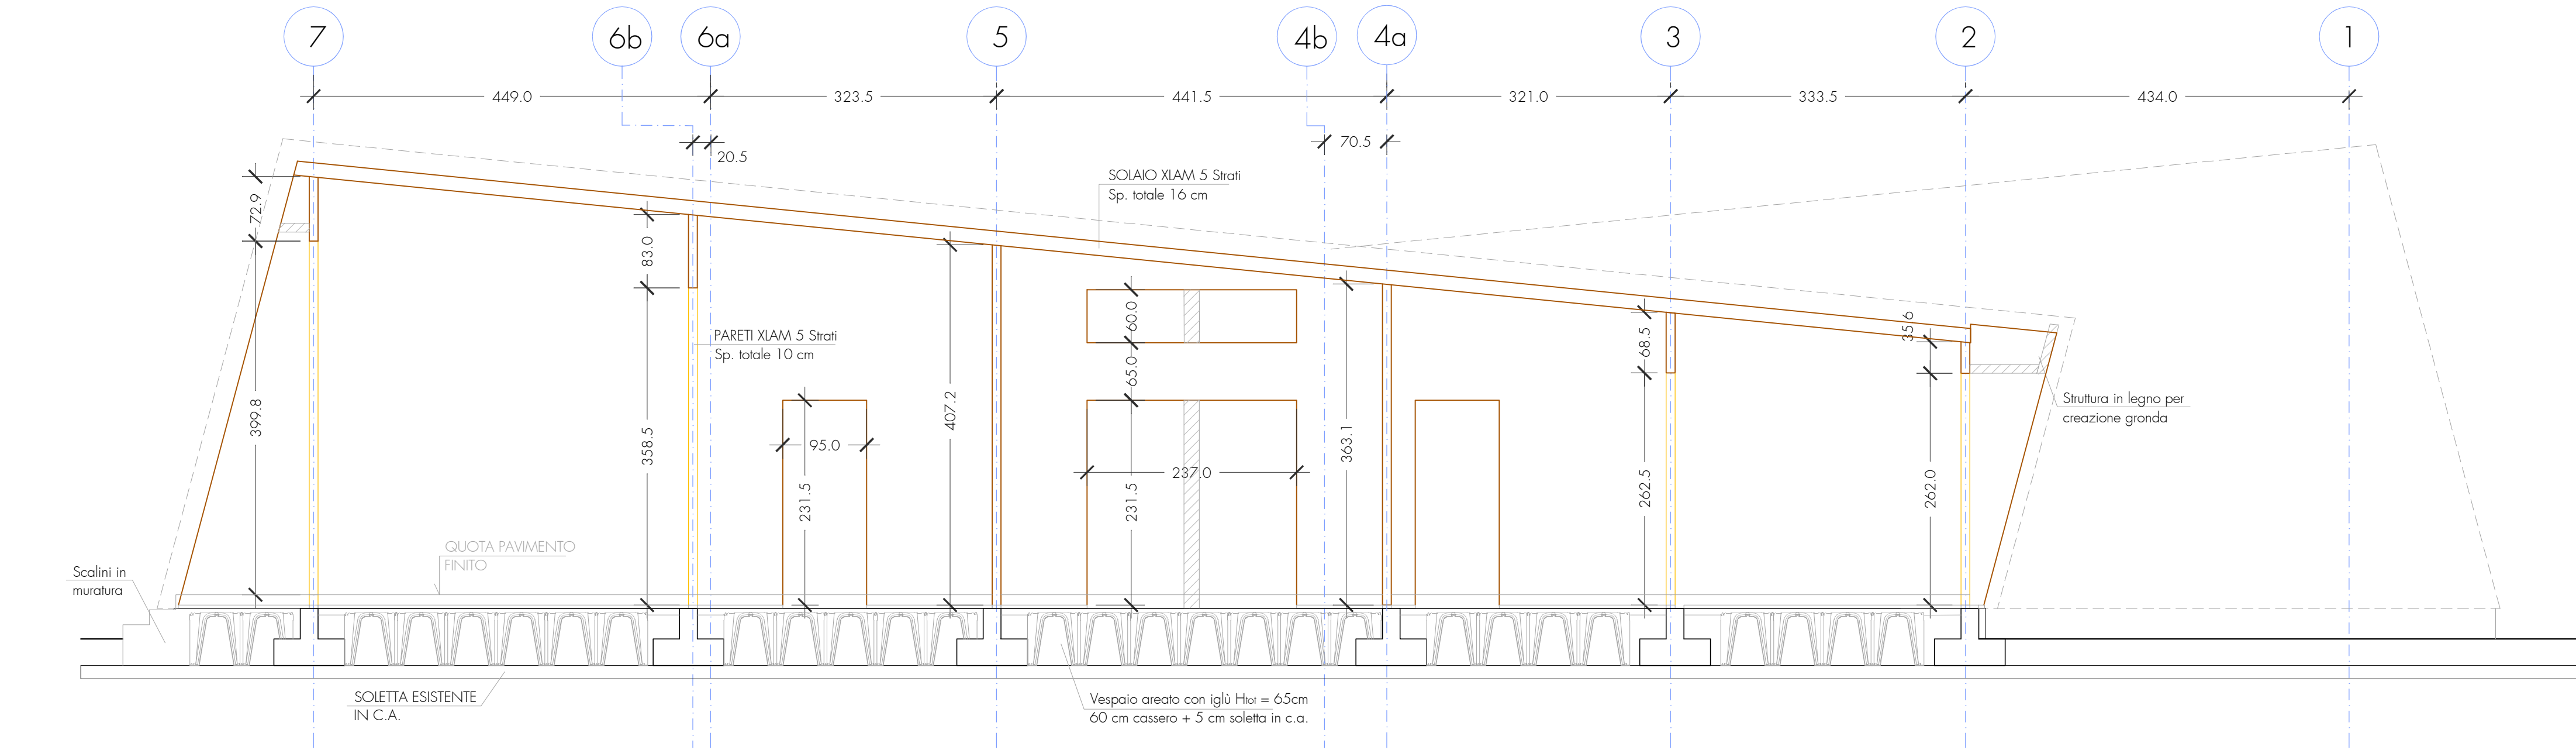 7
6b
6a
5
4b
4a
3
2
1
449.0
323.5
441.5
321.0
333.5
434.0
20.5
70.5
SOLAIO XLAM 5 Strati
Sp. totale 16 cm
72.9
83.0
60.0
68.5
35.6
PARETI XLAM 5 Strati
Sp. totale 10 cm
65.0
399.8
358.5
95.0
231.5
407.2
237.0
231.5
363.1
262.5
262.0
Struttura in legno per
creazione gronda
QUOTA PAVIMENTO
FINITO
Scalini in
muratura
SOLETTA ESISTENTE
IN C.A.
Vespaio areato con iglù Htot = 65cm
60 cm cassero + 5 cm soletta in c.a.